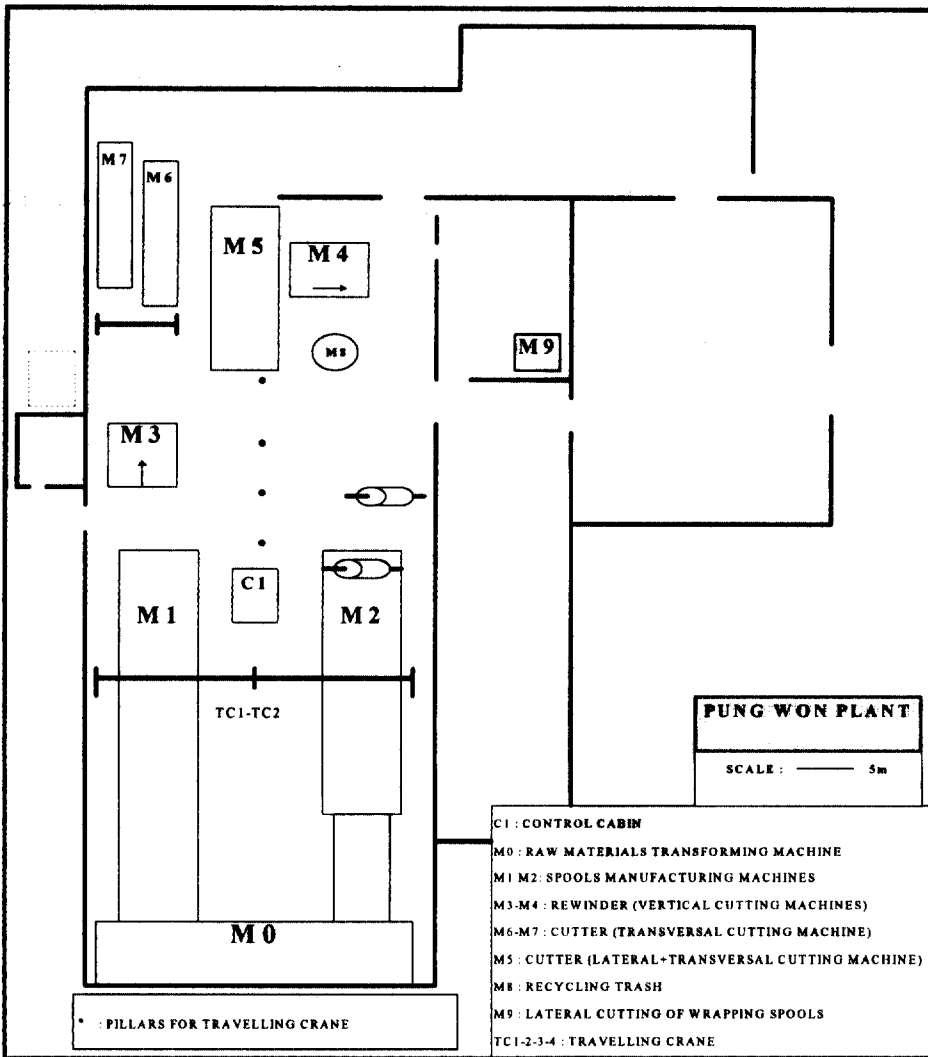 M 7
M 6
M 5
M 4
M 8
M 9
M 3
C 1
M 1
M 2
TC1-TC2
PUNG WON PLANT
SCALE : 5m
M 0
C1 : CONTROL CABIN
M0 : RAW MATERIALS TRANSFORMING MACHINE
M1 M2: SPOOLS MANUFACTURING MACHINES
M3-M4 : REWINDER (VERTICAL CUTTING MACHINES)
M6-M7 : CUTTER (TRANSVERSAL CUTTING MACHINE)
M5 : CUTTER (LATERAL+TRANSVERSAL CUTTING MACHINE)
M8 : RECYCLING TRASH
M9 : LATERAL CUTTING OF WRAPPING SPOOLS
TC1-2-3-4 : TRAVELLING CRANE
• : PILLARS FOR TRAVELLING CRANE